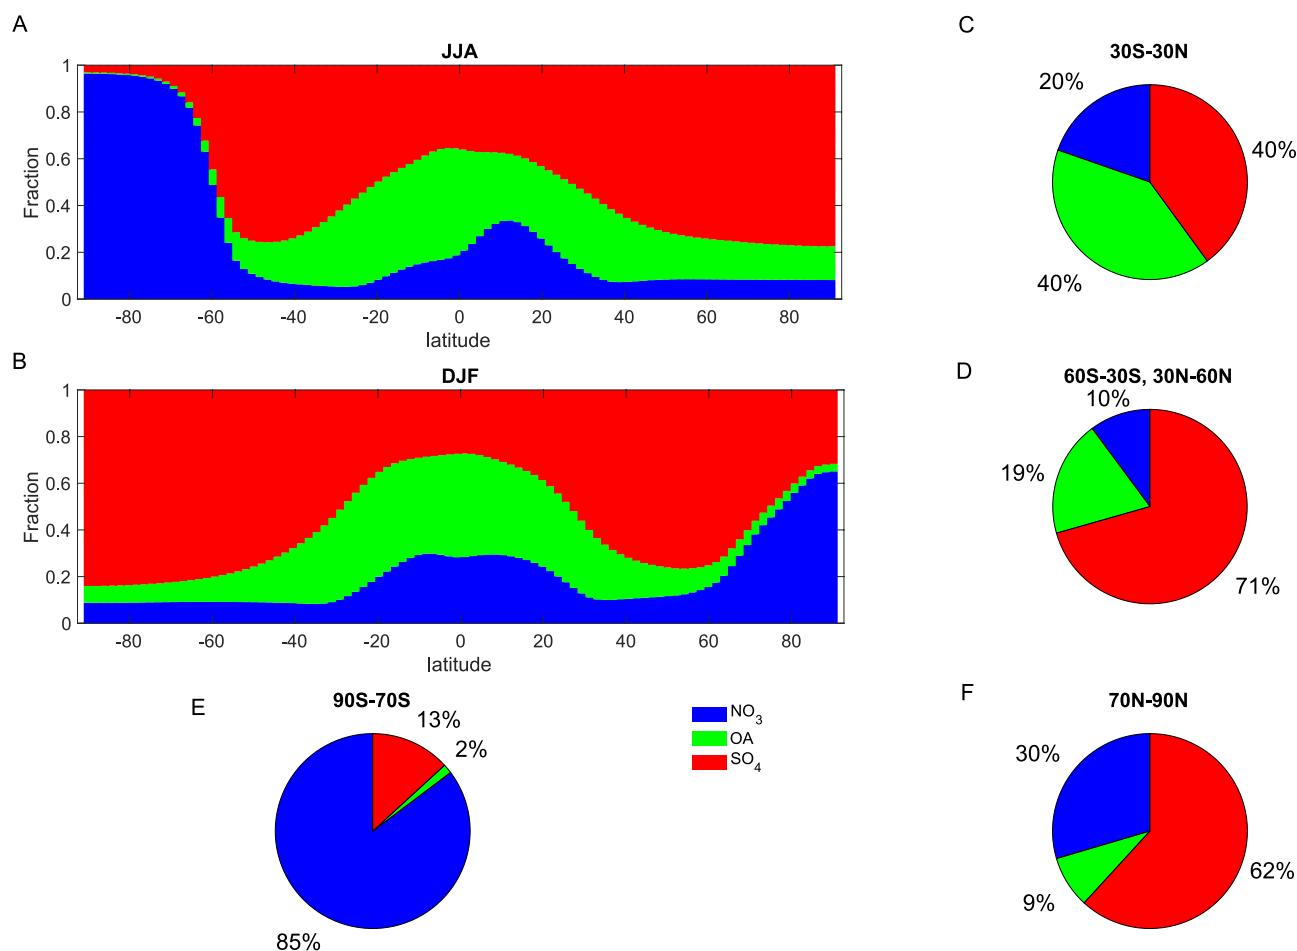 A
JJA
1
0.8
0.6
0.4
0.2
0
Fraction
-80 -60 -40 -20 0 20 40 60 80
latitude
B
DJF
1
0.8
0.6
0.4
0.2
0
Fraction
-80 -60 -40 -20 0 20 40 60 80
latitude
C
30S-30N
20%
40%
40%
D
60S-30S, 30N-60N
10%
19%
71%
E
90S-70S
13%
2%
85%
NO3
OA
SO4
F
70N-90N
30%
62%
9%